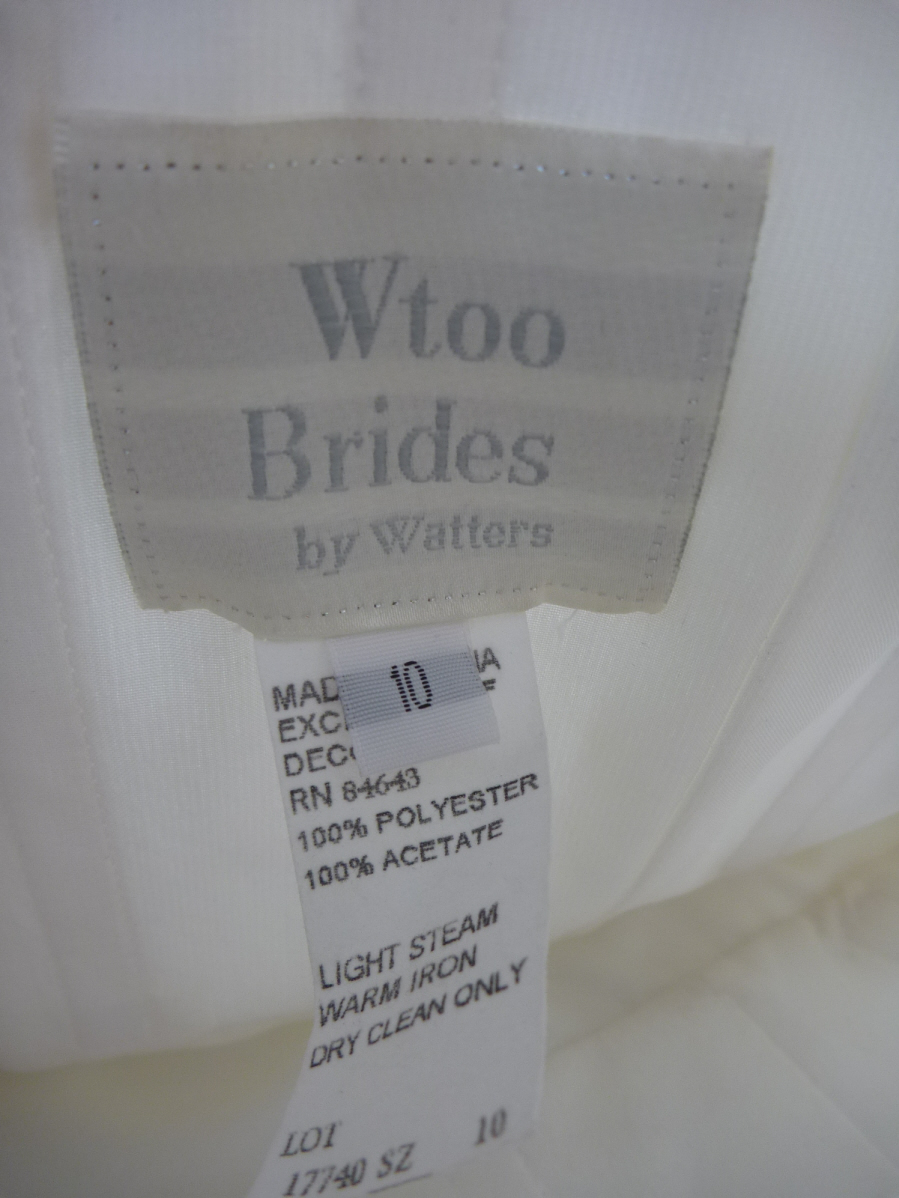 Wtoo
Brides
by Watters
10
MAD IA
EXC
DEC
RN 84643
100% POLYESTER
100% ACETATE
LIGHT STEAM
WARM IRON
DRY CLEAN ONLY
LOT 10
17740 SZ